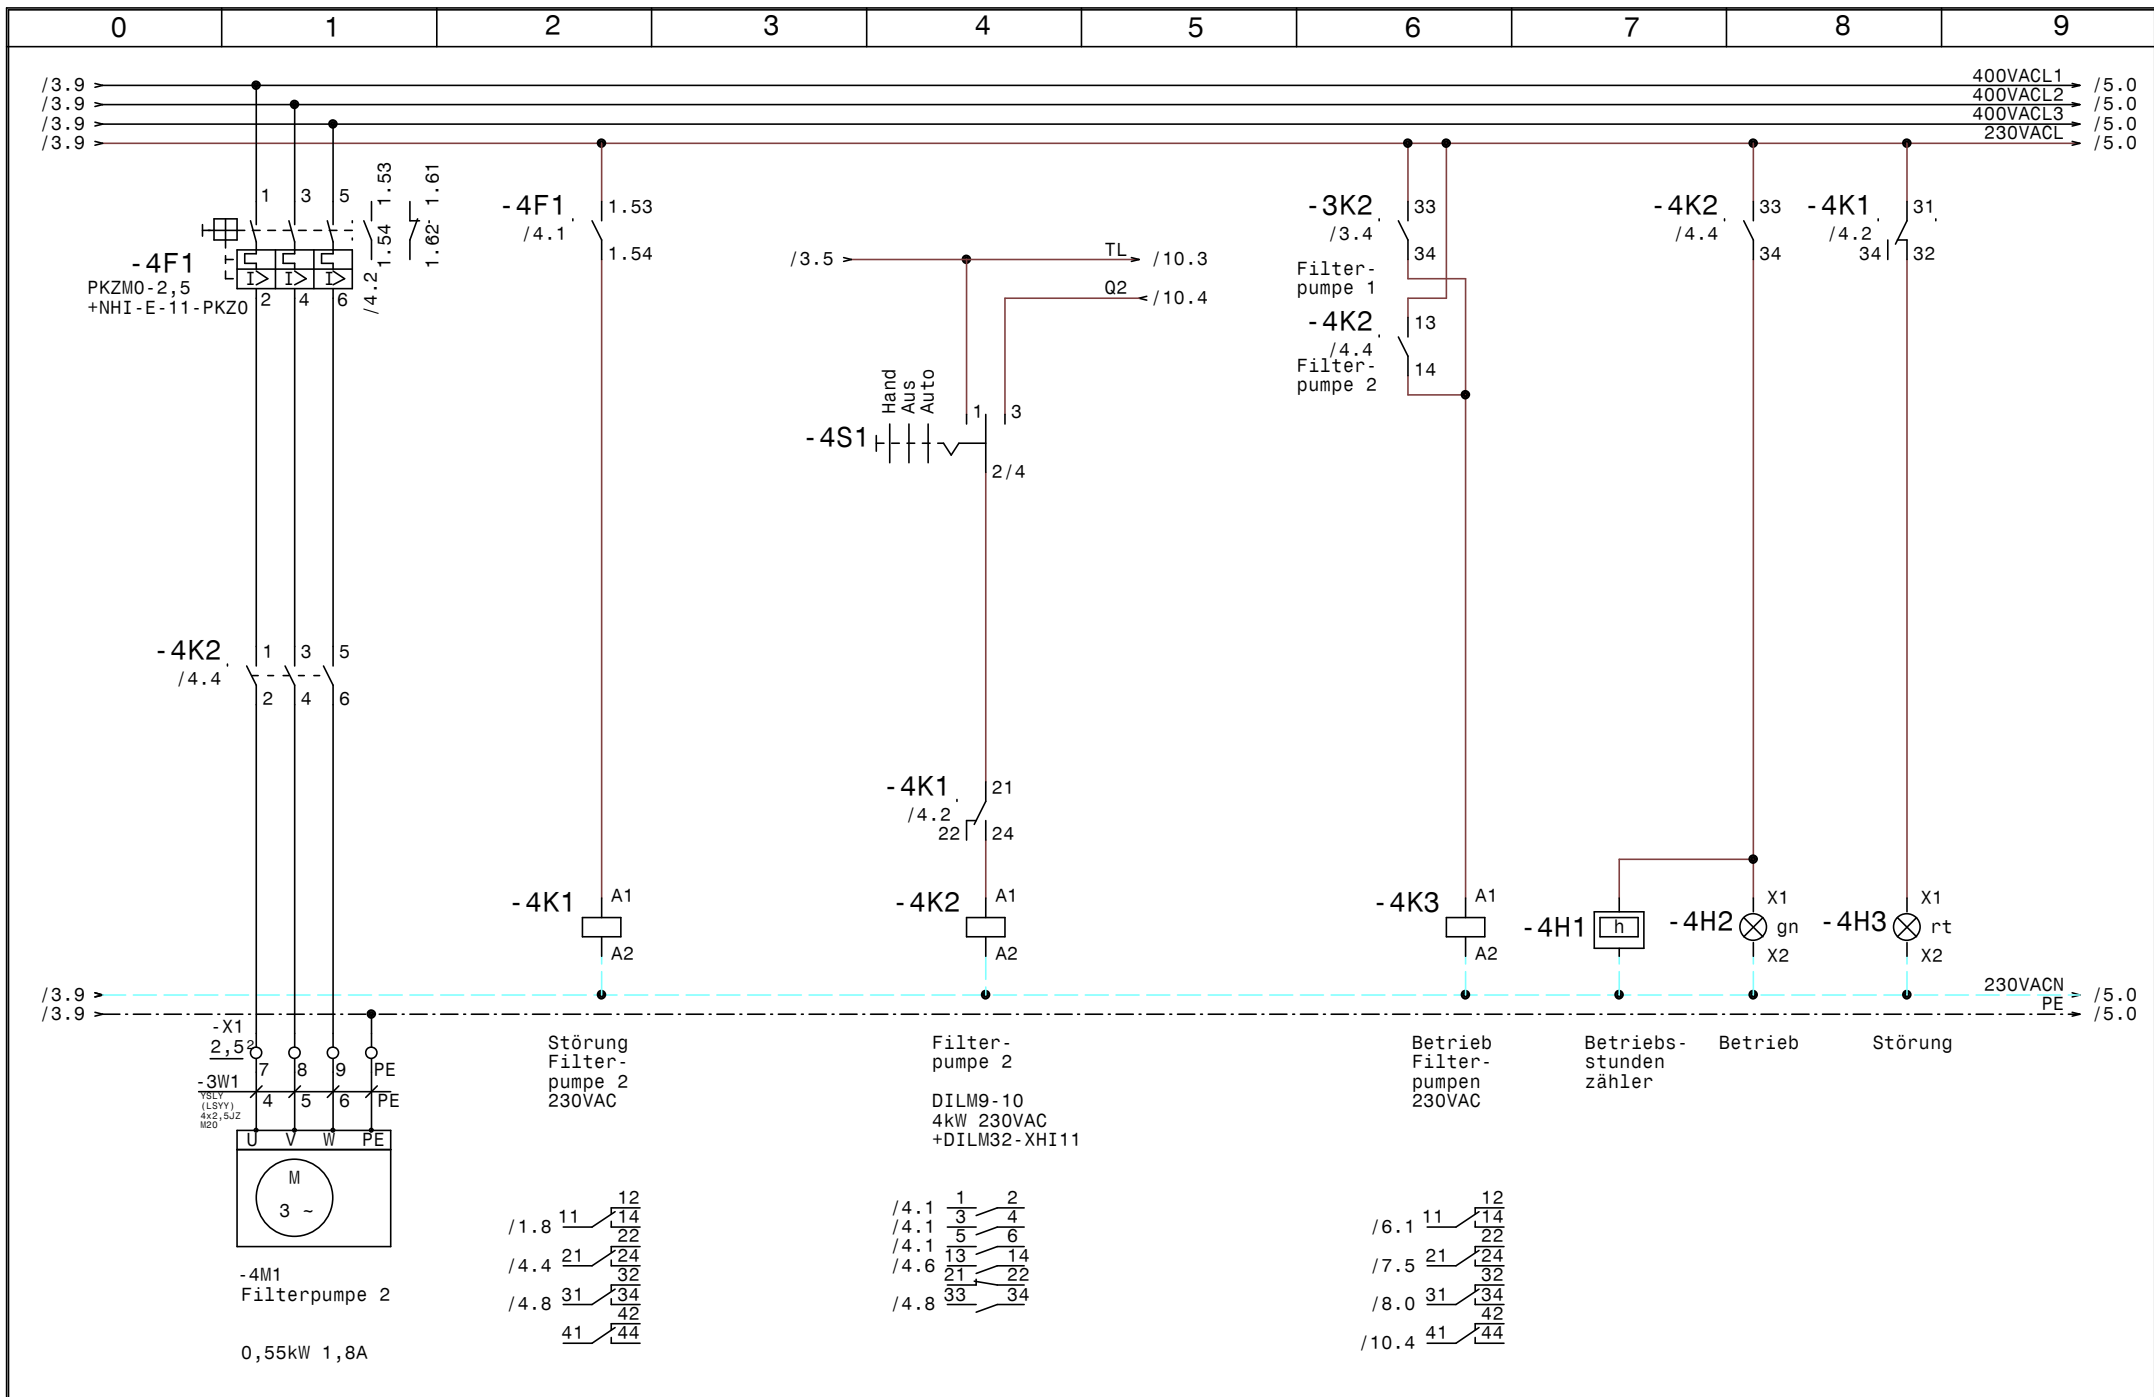 0 1 2 3 4 5 6 7 8 9
/3.9 400VACL1 /5.0
/3.9 400VACL2 /5.0
/3.9 400VACL3 /5.0
/3.9 230VACL /5.0
1 3 5 1.53 1.61
1.54 1.62
-4F1
PKZM0-2,5
+NHI-E-11-PKZ0
I> I> I>
2 4 6 /4.2
-4F1 1.53
/4.1
1.54
/3.5 TL /10.3
Q2 /10.4
-3K2 33
/3.4
34
Filter-
pumpe 1
-4K2 13
/4.4
14
Filter-
pumpe 2
-4K2 33
/4.4
34
-4K1 31
/4.2
34 32
Hand
Aus
Auto
-4S1 1 3
2/4
-4K2 1 3 5
/4.4
2 4 6
-4K1 21
/4.2
22 24
-4K1 A1
A2
-4K2 A1
A2
-4K3 A1
A2
-4H1 h
-4H2 X1
gn
X2
-4H3 X1
rt
X2
/3.9 230VACN /5.0
/3.9 PE /5.0
-X1
2,5²
7 8 9 PE
-3W1
YSLY
(LSYY)
4x2,5JZ
M20
4 5 6 PE
U V W PE
M
3 ~
-4M1
Filterpumpe 2
0,55kW 1,8A
Störung
Filter-
pumpe 2
230VAC
Filter-
pumpe 2
DILM9-10
4kW 230VAC
+DILM32-XHI11
Betrieb
Filter-
pumpen
230VAC
Betriebs-
stunden
zähler
Betrieb
Störung
12
/1.8 11 14
22
/4.4 21 24
32
/4.8 31 34
42
41 44
/4.1 1 2
/4.1 3 4
/4.1 5 6
/4.6 13 14
21 22
/4.8 33 34
12
/6.1 11 14
22
/7.5 21 24
32
/8.0 31 34
42
/10.4 41 44